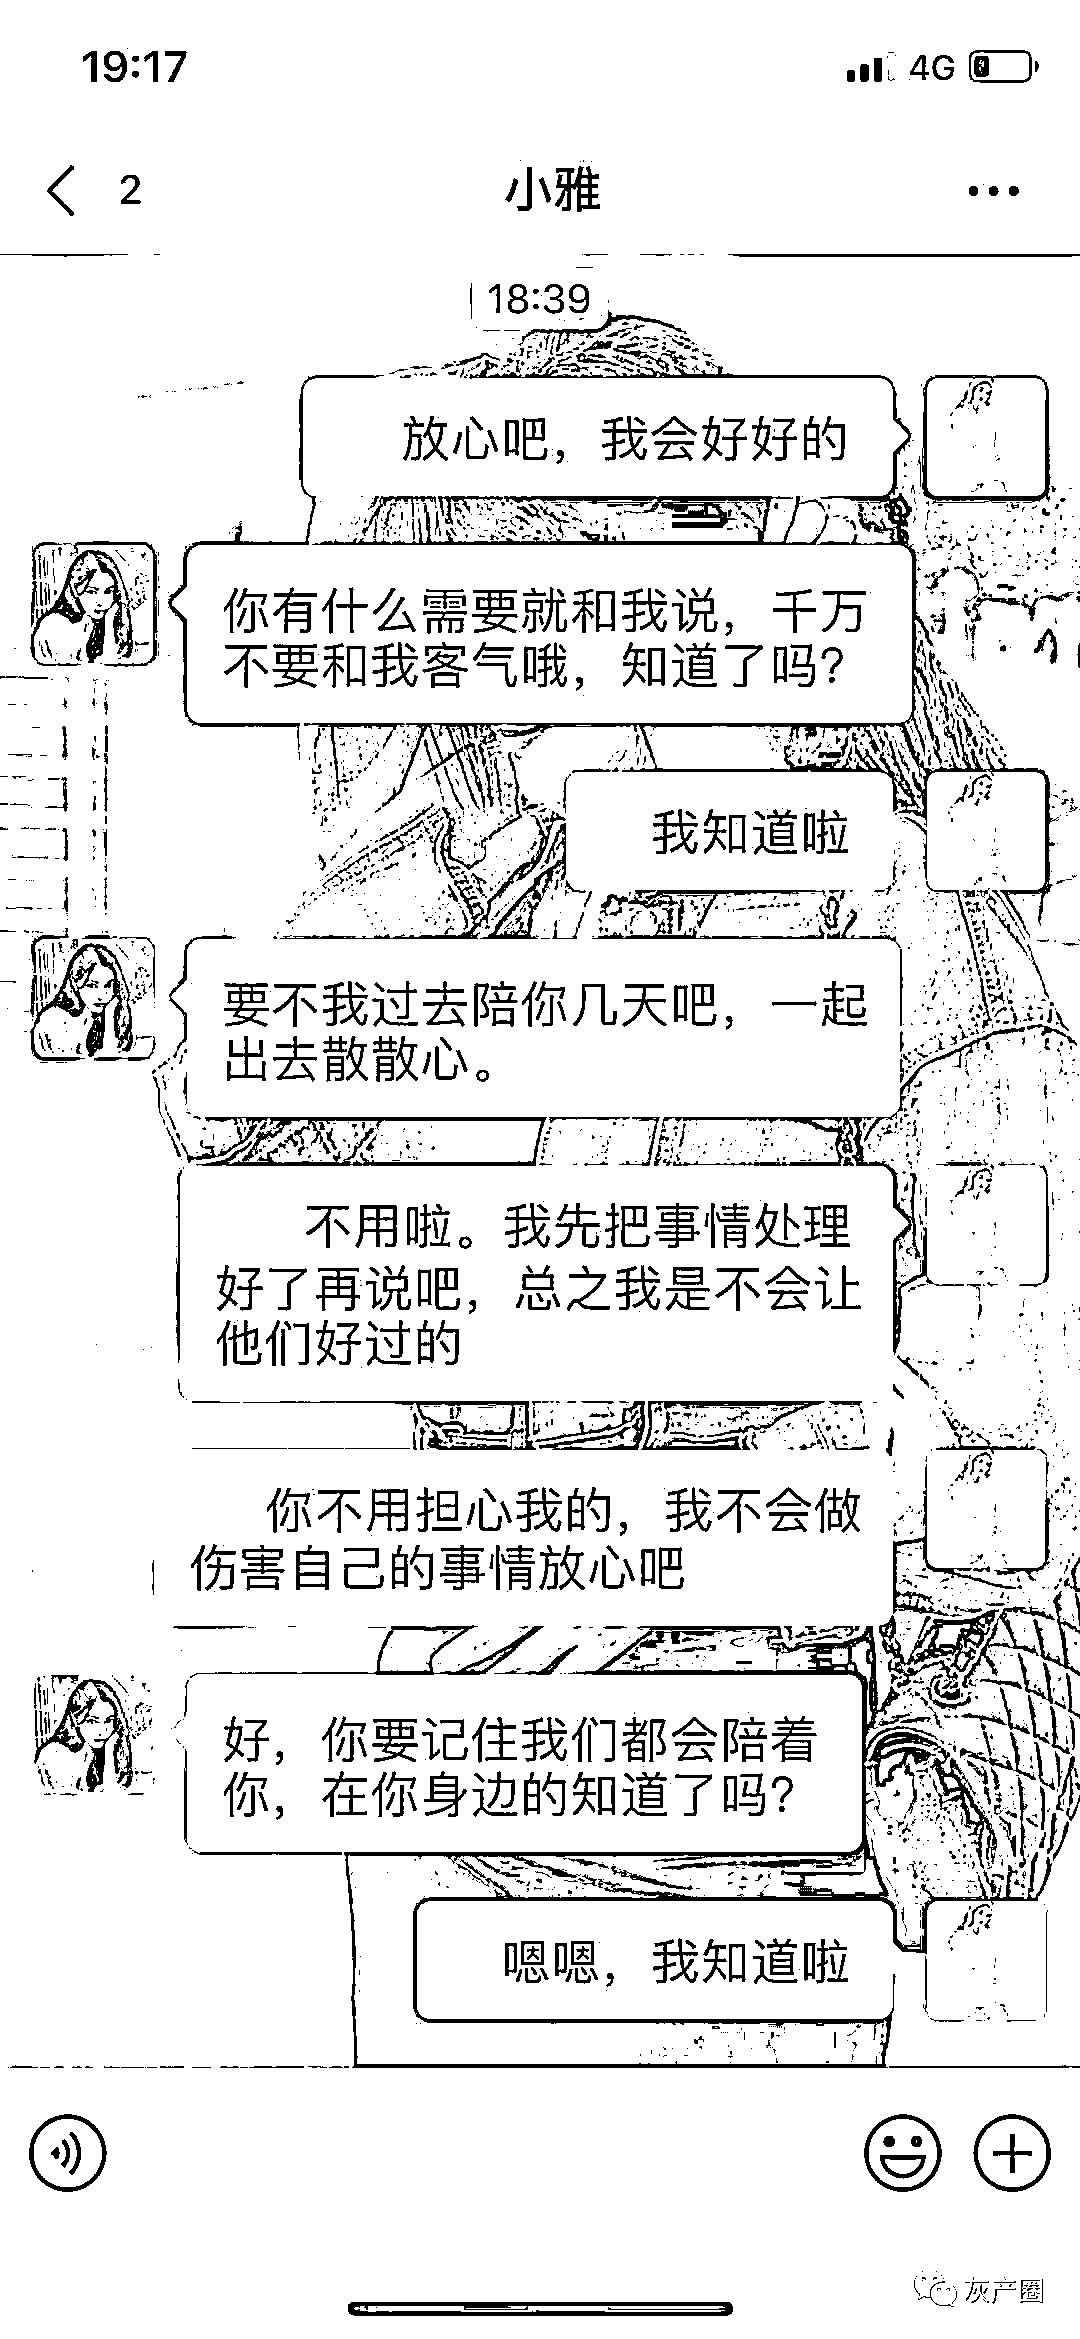 19:17
4G
2
小雅
18:39
放心吧，我会好好的
你有什么需要就和我说，千万
不要和我客气哦，知道了吗？
我知道啦
要不我过去陪你几天吧，一起
出去散散心。
不用啦。我先把事情处理
好了再说吧，总之我是不会让
他们好过的
你不用担心我的，我不会做
伤害自己的事情放心吧
好，你要记住我们都会陪着
你，在你身边的知道了吗？
嗯嗯，我知道啦
灰产圈